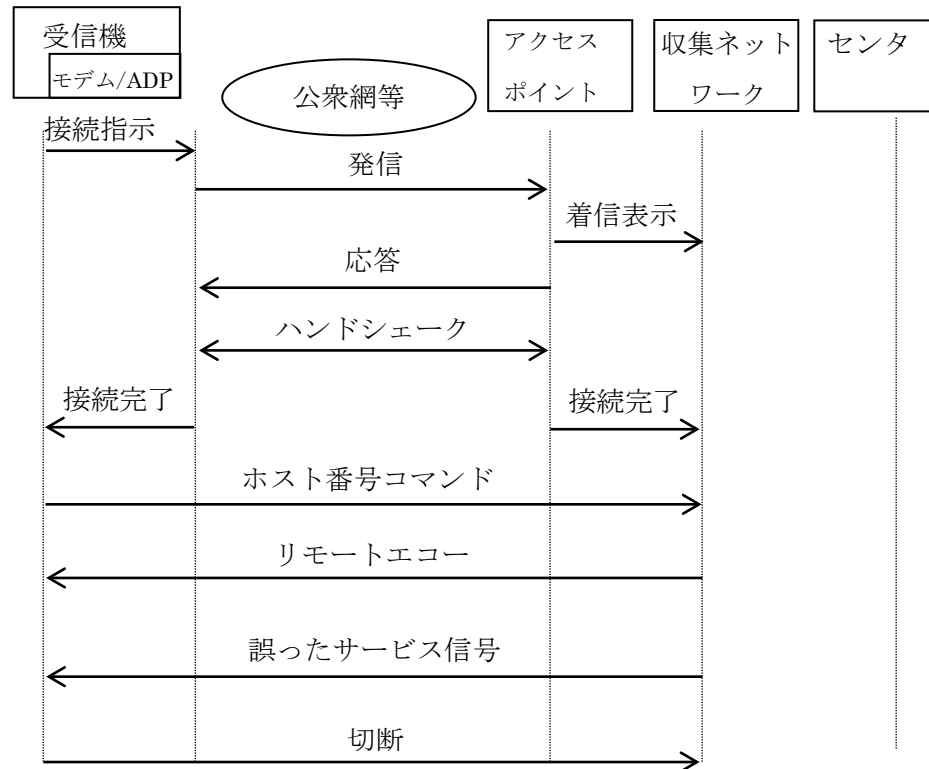 受信機
モデム/ADP
公衆網等
アクセス
ポイント
収集ネット
ワーク
センタ
接続指示
発信
着信表示
応答
ハンドシェーク
接続完了
接続完了
ホスト番号コマンド
リモートエコー
誤ったサービス信号
切断